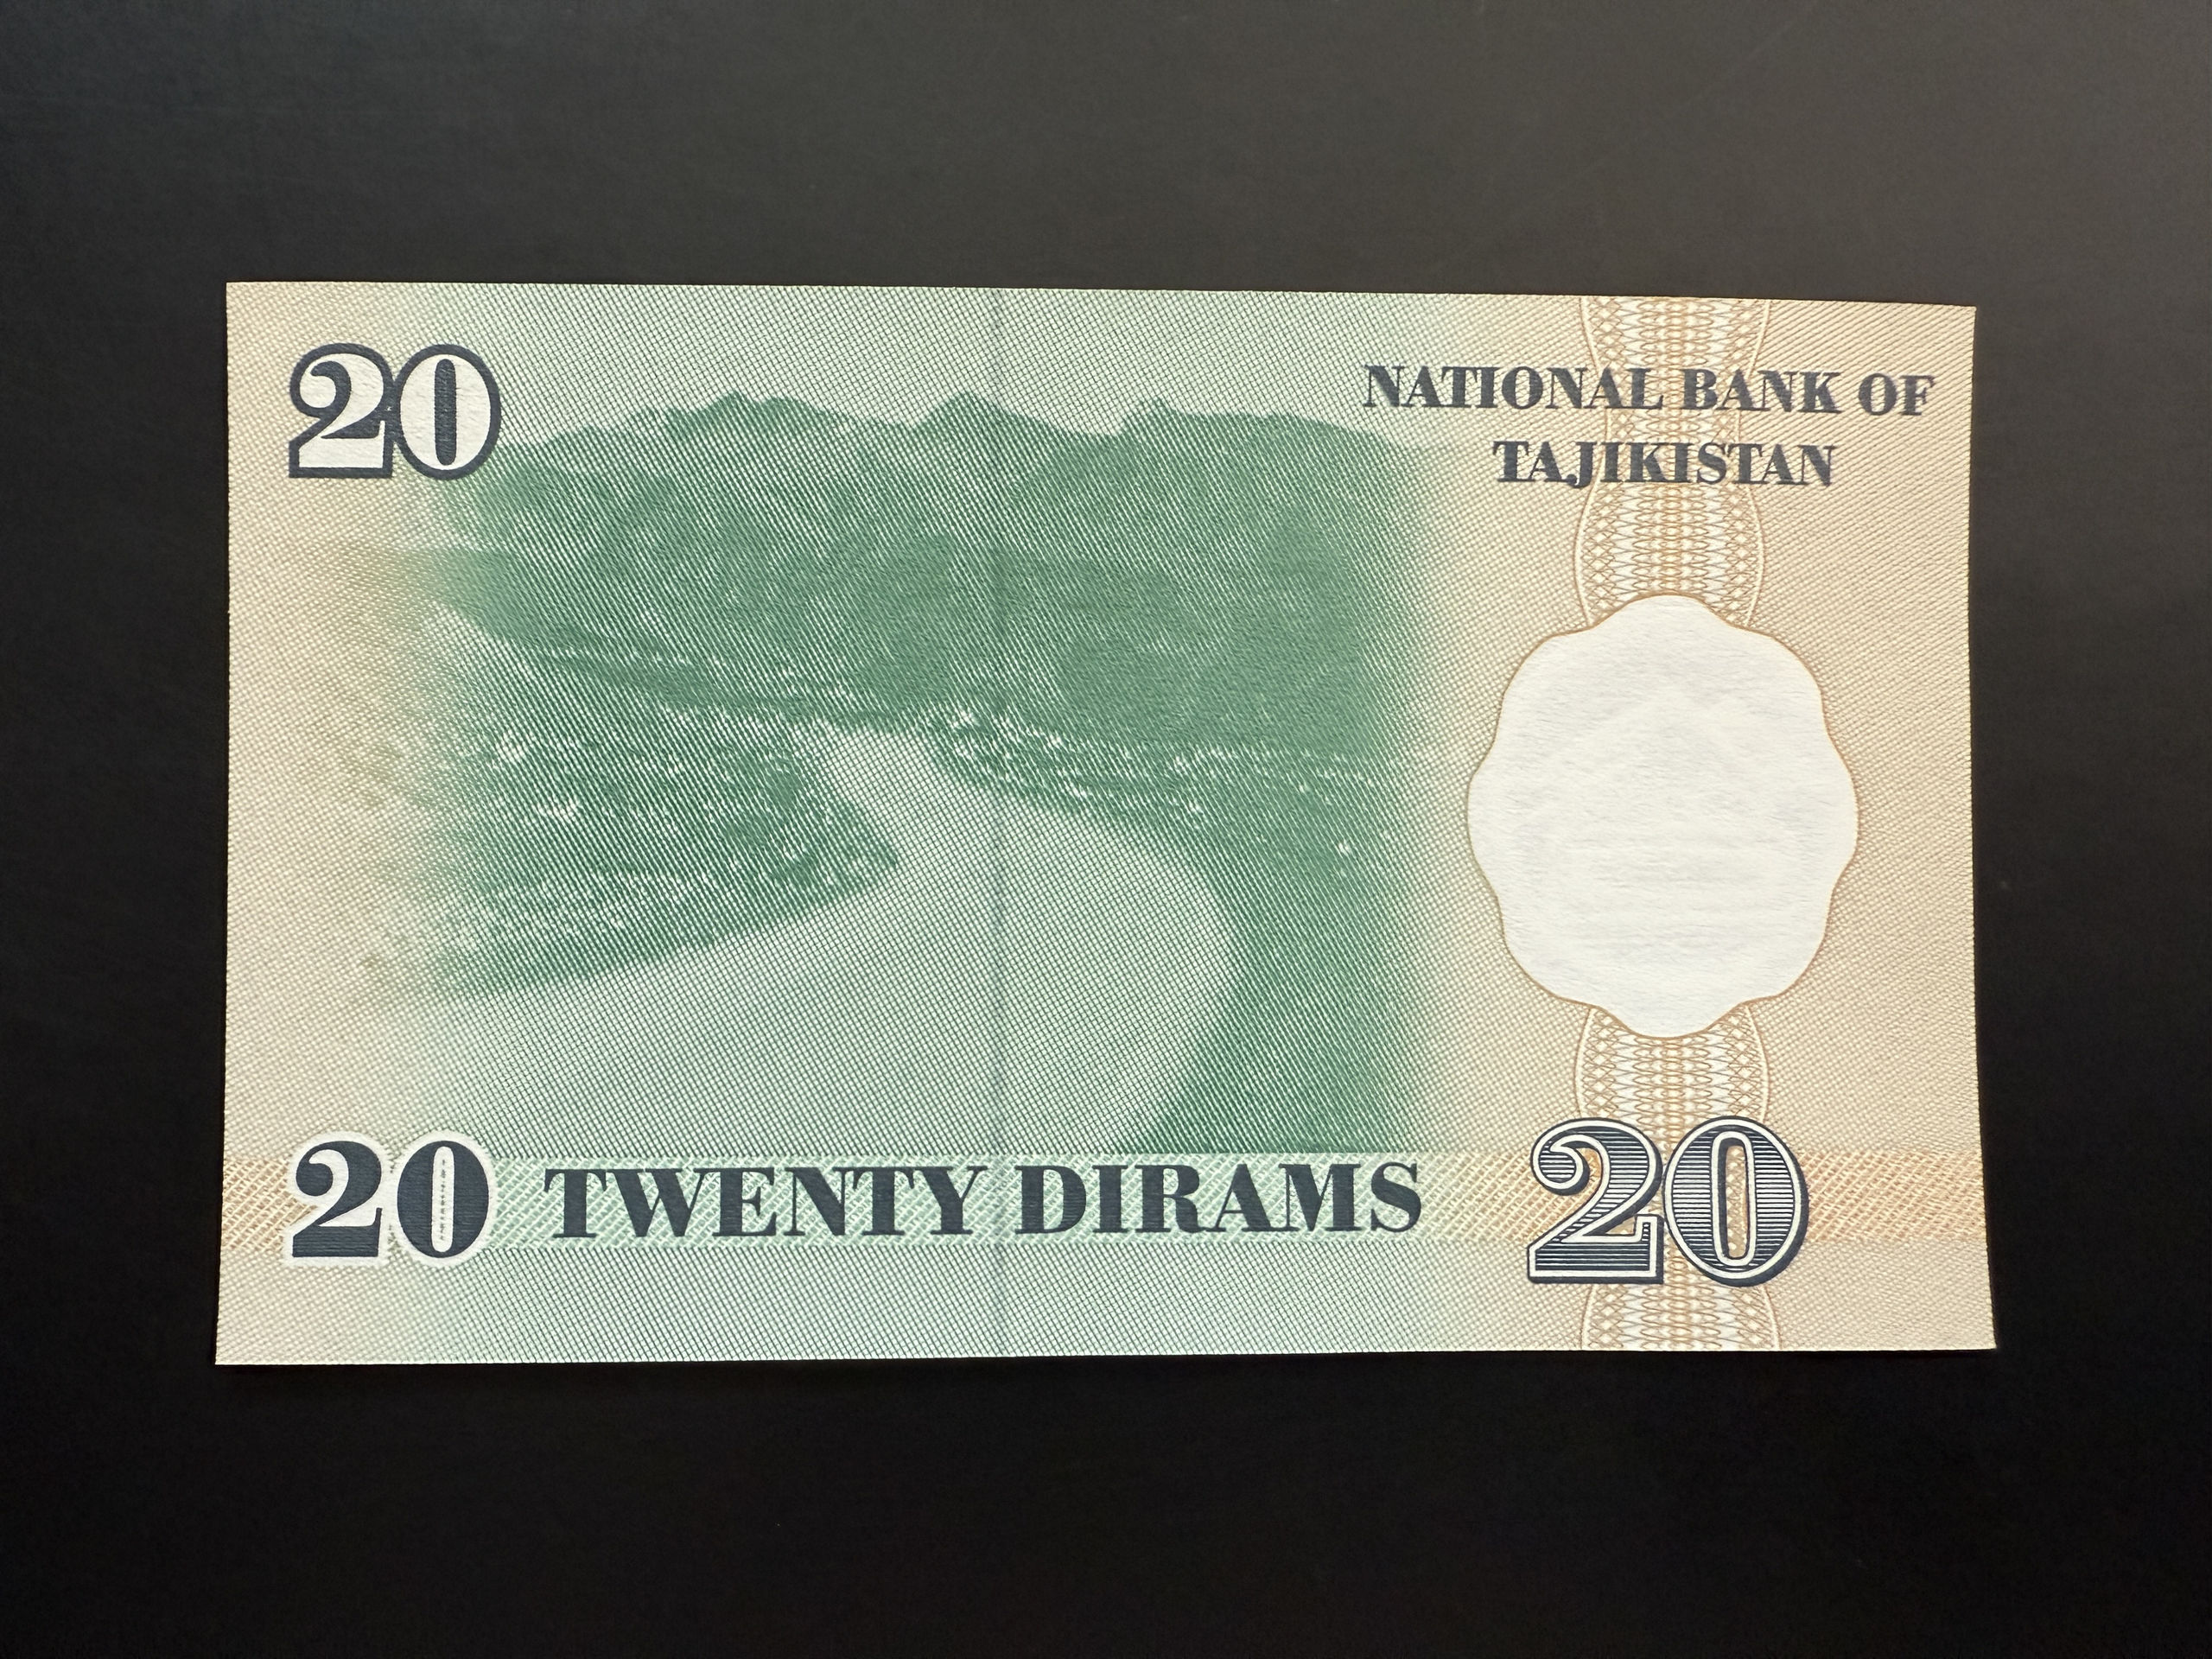 20
NATIONAL BANK OF
TAJIKISTAN
20 TWENTY DIRAMS 20